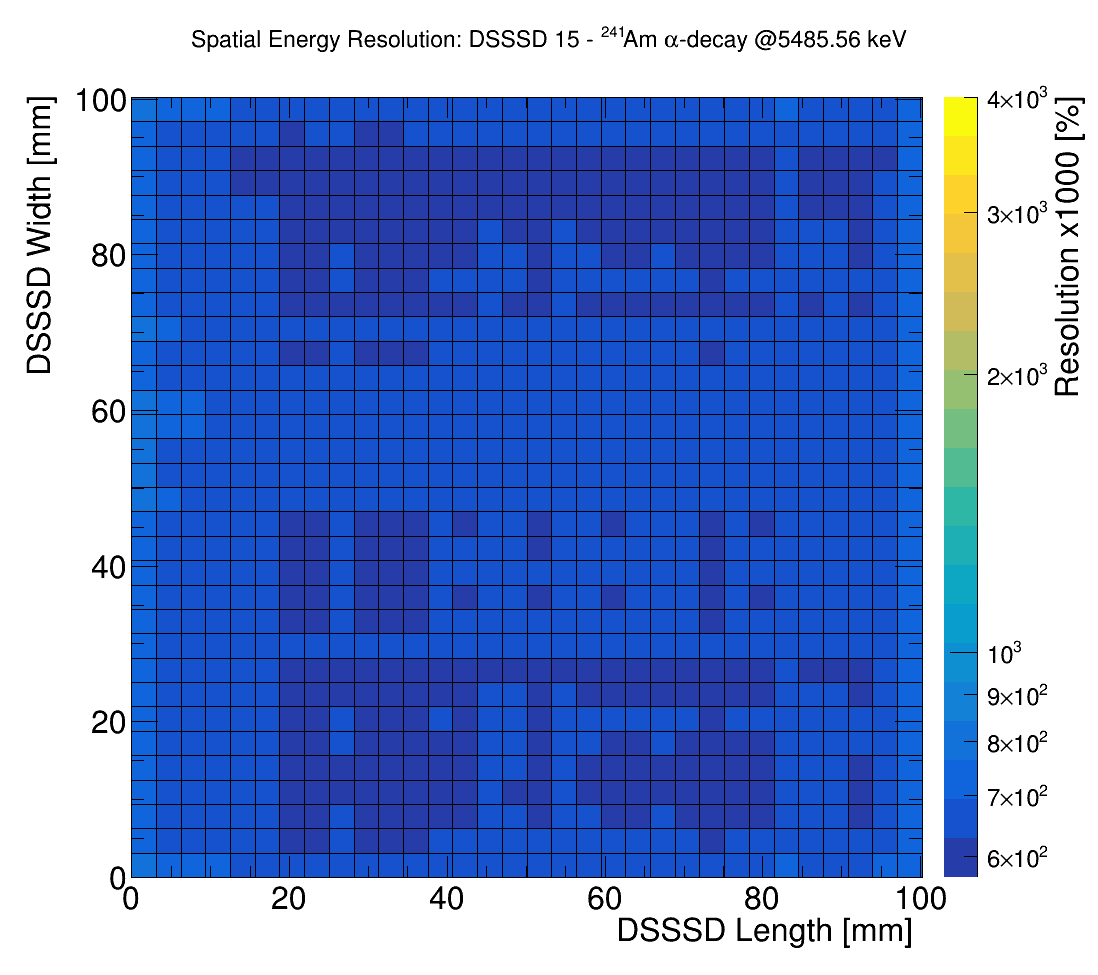 Spatial Energy Resolution: DSSSD 15 - ²⁴¹Am α-decay @5485.56 keV
DSSSD Width [mm]
100
80
60
40
20
0
0 20 40 60 80 100
DSSSD Length [mm]
4×10³
3×10³
2×10³
10³
9×10²
8×10²
7×10²
6×10²
Resolution x1000 [%]